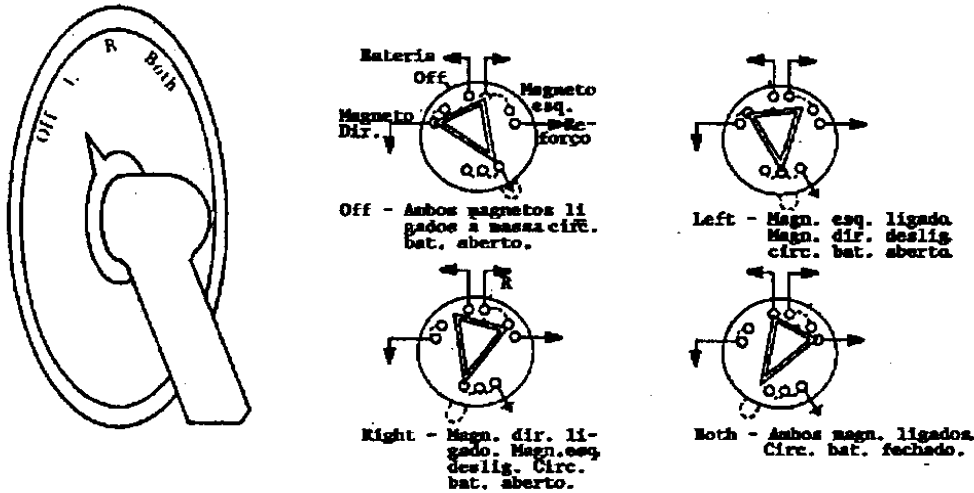 Off
L
R
Both
Bateria
Off
Magneto
Dir.
Magneto
esq.
Re-
forço
Off - Ambos magnetos li
gados à massa circ.
bat. aberto.
Left - Magn. esq. ligado
Magn. dir. deslig.
circ. bat. aberto
R
Right - Magn. dir. li-
gado. Magn.esq
deslig. Circ.
bat. aberto.
Both - Ambos magn. ligados
Circ. bat. fechado.